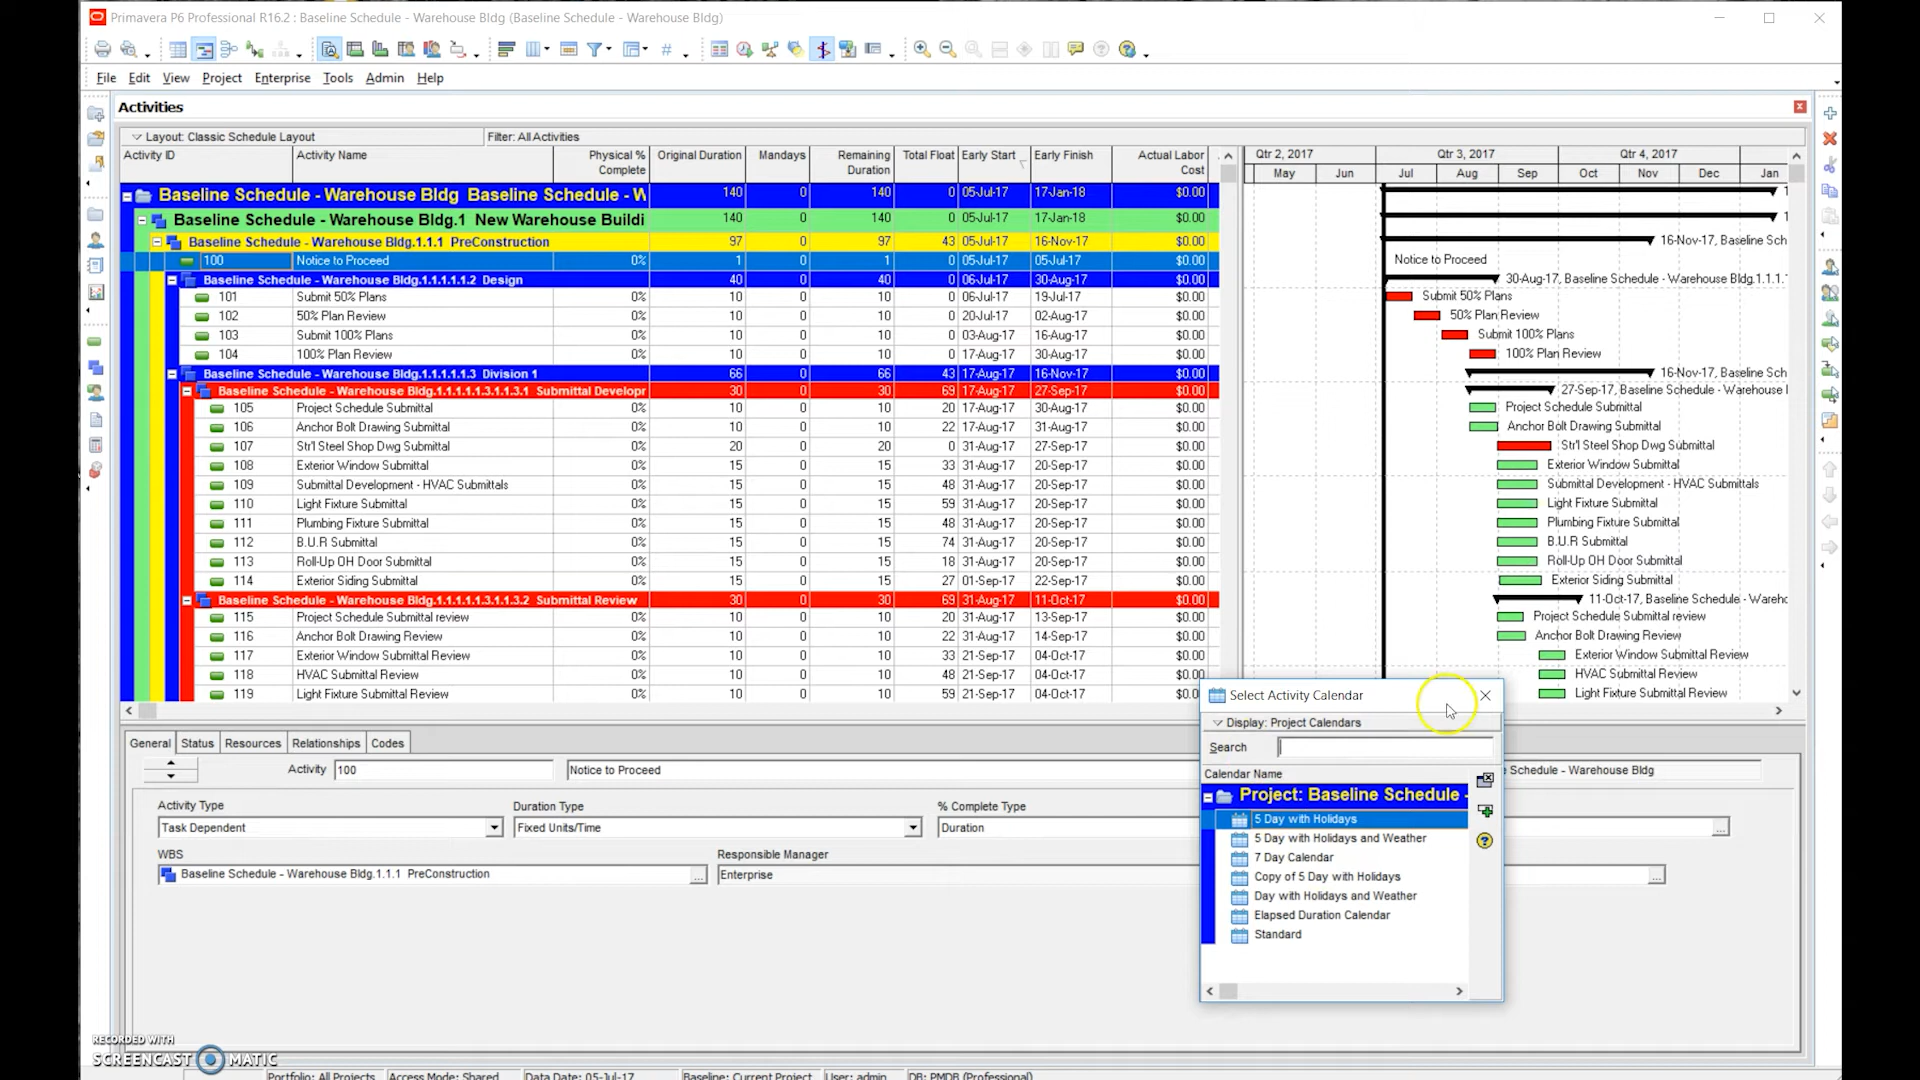 Primavera P6 Professional R16.2 : Baseline Schedule - Warehouse Bldg (Baseline Schedule - Warehouse Bldg)
File Edit View Project Enterprise Tools Admin Help
Activities
Layout: Classic Schedule Layout Filter: All Activities
Activity ID Activity Name Physical % Complete Original Duration Mandays Remaining Duration Total Float Early Start Early Finish Actual Labor Cost
Qtr 2, 2017 Qtr 3, 2017 Qtr 4, 2017
May Jun Jul Aug Sep Oct Nov Dec Jan
Baseline Schedule - Warehouse Bldg Baseline Schedule - W 140 0 140 0 05-Jul-17 17-Jan-18 $0.00
Baseline Schedule - Warehouse Bldg.1 New Warehouse Buildi 140 0 140 0 05-Jul-17 17-Jan-18 $0.00
Baseline Schedule - Warehouse Bldg.1.1.1 PreConstruction 97 0 97 43 05-Jul-17 16-Nov-17 $0.00 16-Nov-17, Baseline Sch
100 Notice to Proceed 0% 1 0 1 0 05-Jul-17 05-Jul-17 $0.00 Notice to Proceed
Baseline Schedule - Warehouse Bldg.1.1.1.1.1.2 Design 40 0 40 0 06-Jul-17 30-Aug-17 $0.00 30-Aug-17, Baseline Schedule - Warehouse Bldg.1.1.1.
101 Submit 50% Plans 0% 10 0 10 0 06-Jul-17 19-Jul-17 $0.00 Submit 50% Plans
102 50% Plan Review 0% 10 0 10 0 20-Jul-17 02-Aug-17 $0.00 50% Plan Review
103 Submit 100% Plans 0% 10 0 10 0 03-Aug-17 16-Aug-17 $0.00 Submit 100% Plans
104 100% Plan Review 0% 10 0 10 0 17-Aug-17 30-Aug-17 $0.00 100% Plan Review
Baseline Schedule - Warehouse Bldg.1.1.1.1.1.3 Division 1 66 0 66 43 17-Aug-17 16-Nov-17 $0.00 16-Nov-17, Baseline Sch
Baseline Schedule - Warehouse Bldg.1.1.1.1.1.3.1.1.3.1 Submittal Developr 30 0 30 69 17-Aug-17 27-Sep-17 $0.00 27-Sep-17, Baseline Schedule - Warehouse
105 Project Schedule Submittal 0% 10 0 10 20 17-Aug-17 30-Aug-17 $0.00 Project Schedule Submittal
106 Anchor Bolt Drawing Submittal 0% 10 0 10 22 17-Aug-17 31-Aug-17 $0.00 Anchor Bolt Drawing Submittal
107 Str'l Steel Shop Dwg Submittal 0% 20 0 20 0 31-Aug-17 27-Sep-17 $0.00 Str'l Steel Shop Dwg Submittal
108 Exterior Window Submittal 0% 15 0 15 33 31-Aug-17 20-Sep-17 $0.00 Exterior Window Submittal
109 Submittal Development - HVAC Submittals 0% 15 0 15 48 31-Aug-17 20-Sep-17 $0.00 Submittal Development - HVAC Submittals
110 Light Fixture Submittal 0% 15 0 15 59 31-Aug-17 20-Sep-17 $0.00 Light Fixture Submittal
111 Plumbing Fixture Submittal 0% 15 0 15 48 31-Aug-17 20-Sep-17 $0.00 Plumbing Fixture Submittal
112 B.U.R Submittal 0% 15 0 15 74 31-Aug-17 20-Sep-17 $0.00 B.U.R Submittal
113 Roll-Up OH Door Submittal 0% 15 0 15 18 31-Aug-17 20-Sep-17 $0.00 Roll-Up OH Door Submittal
114 Exterior Siding Submittal 0% 15 0 15 27 01-Sep-17 22-Sep-17 $0.00 Exterior Siding Submittal
Baseline Schedule - Warehouse Bldg.1.1.1.1.1.3.1.1.3.2 Submittal Review 30 0 30 69 31-Aug-17 11-Oct-17 $0.00 11-Oct-17, Baseline Schedule - Warehc
115 Project Schedule Submittal review 0% 10 0 10 20 31-Aug-17 13-Sep-17 $0.00 Project Schedule Submittal review
116 Anchor Bolt Drawing Review 0% 10 0 10 22 31-Aug-17 14-Sep-17 $0.00 Anchor Bolt Drawing Review
117 Exterior Window Submittal Review 0% 10 0 10 33 21-Sep-17 04-Oct-17 $0.00 Exterior Window Submittal Review
118 HVAC Submittal Review 0% 10 0 10 48 21-Sep-17 04-Oct-17 $0.00 HVAC Submittal Review
119 Light Fixture Submittal Review 0% 10 0 10 59 21-Sep-17 04-Oct-17 $0.00 Light Fixture Submittal Review
General Status Resources Relationships Codes
Activity 100 Notice to Proceed Schedule - Warehouse Bldg
Activity Type Duration Type % Complete Type
Task Dependent Fixed Units/Time Duration
WBS Responsible Manager
Baseline Schedule - Warehouse Bldg.1.1.1 PreConstruction Enterprise
Select Activity Calendar
Display: Project Calendars
Search
Calendar Name
Project: Baseline Schedule -
5 Day with Holidays
5 Day with Holidays and Weather
7 Day Calendar
Copy of 5 Day with Holidays
Day with Holidays and Weather
Elapsed Duration Calendar
Standard
RECORDED WITH
SCREENCAST MATIC
Portfolio: All Projects Access Mode: Shared Data Date: 05-Jul-17 Baseline: Current Project User: admin DB: PMDB (Professional)